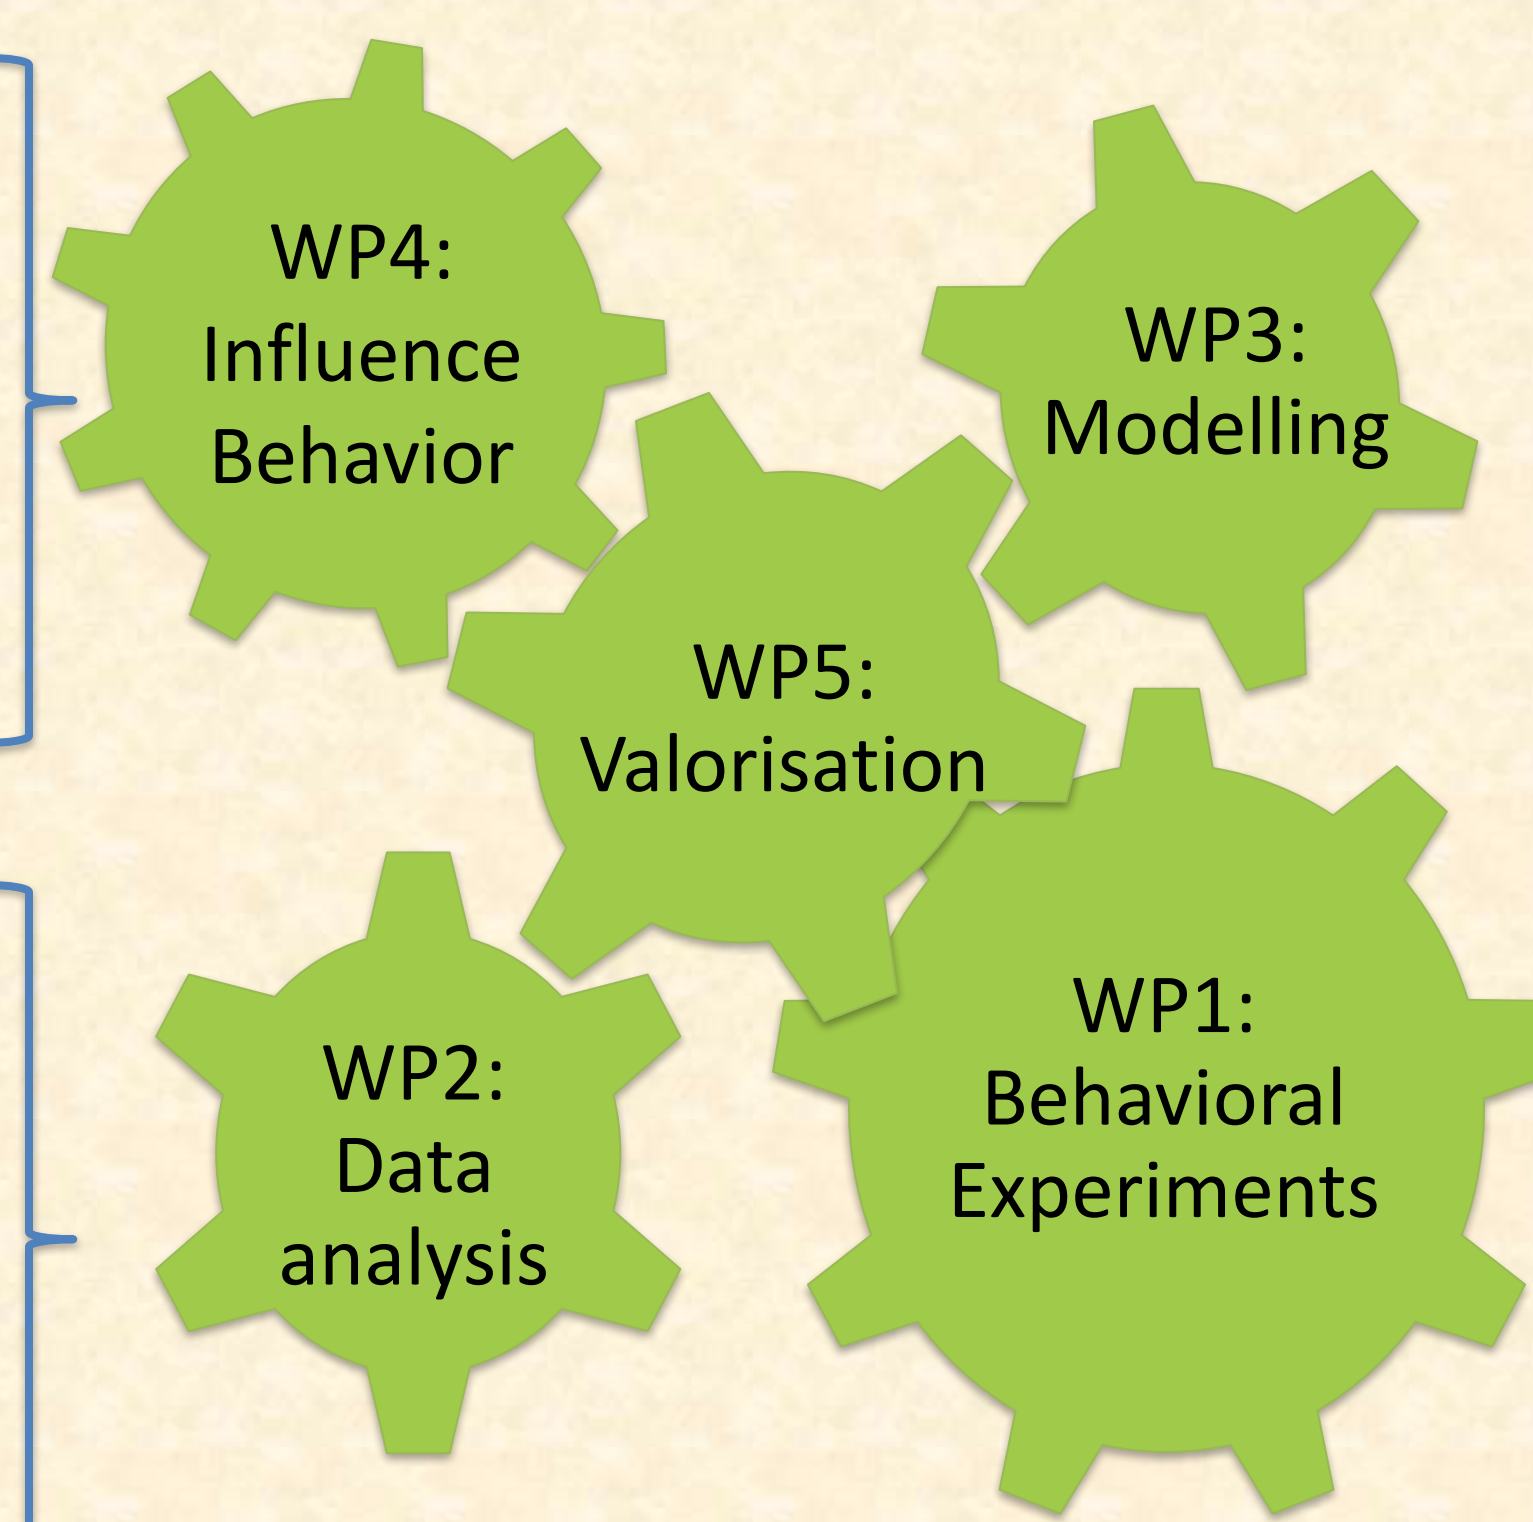 WP4:
Influence
Behavior
WP3:
Modelling
WP5:
Valorisation
WP2:
Data
analysis
WP1:
Behavioral
Experiments